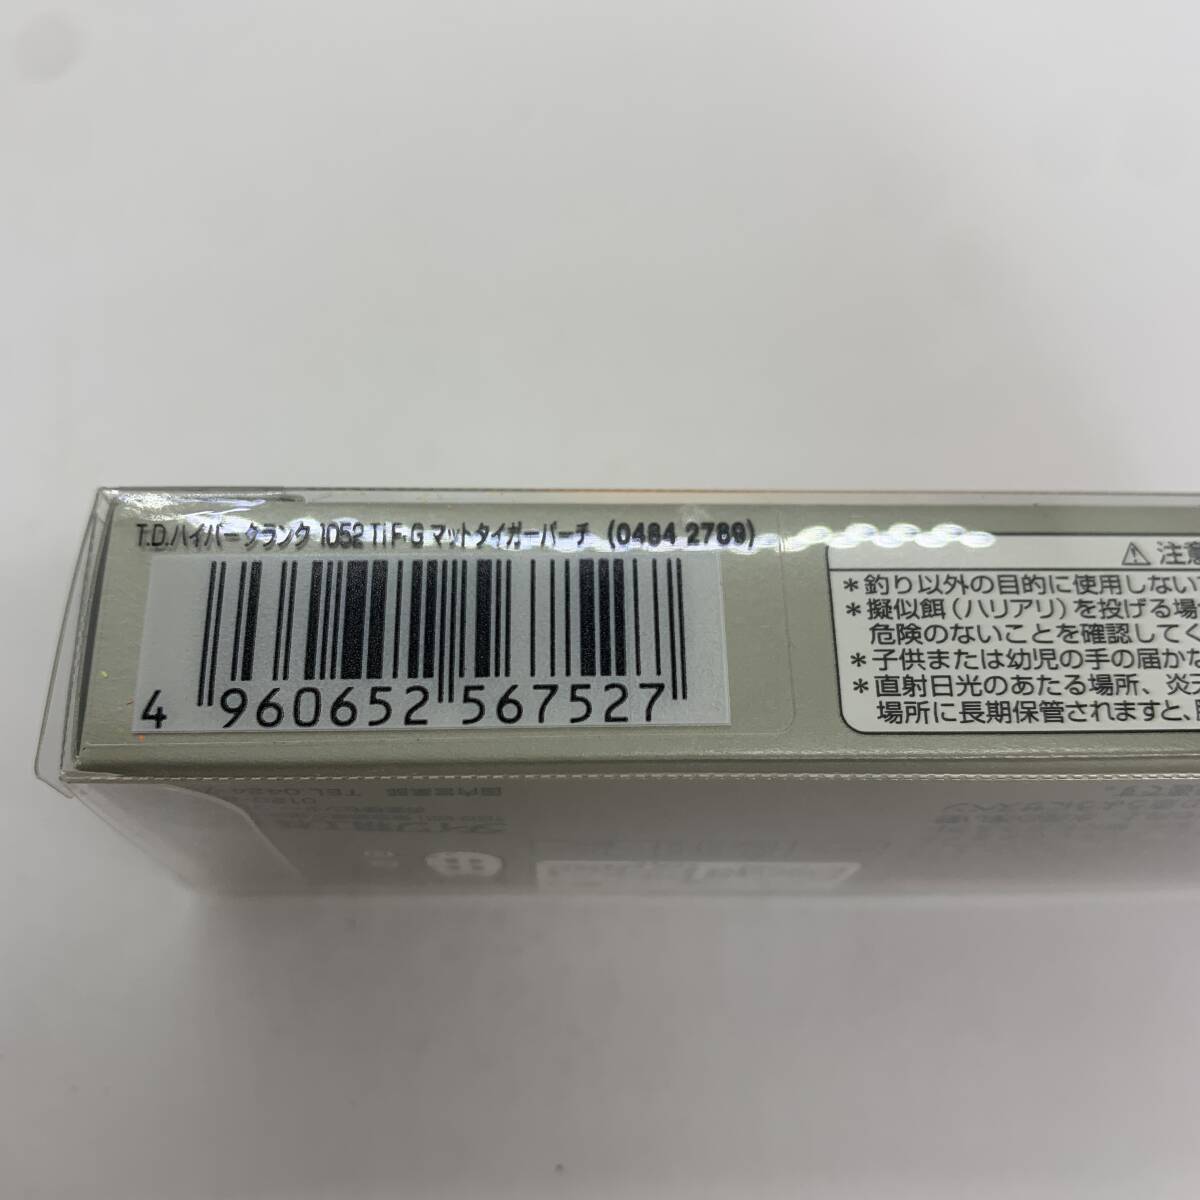 T.D.ハイパークランク 1052 Ti F-G マットタイガーパーチ (0484 2789)
4 960652 567527
⚠注意
*釣り以外の目的に使用しない
*擬似餌(ハリアリ)を投げる場
危険のないことを確認してく
*子供または幼児の手の届かな
*直射日光のあたる場所、炎天
場所に長期保管されますと、